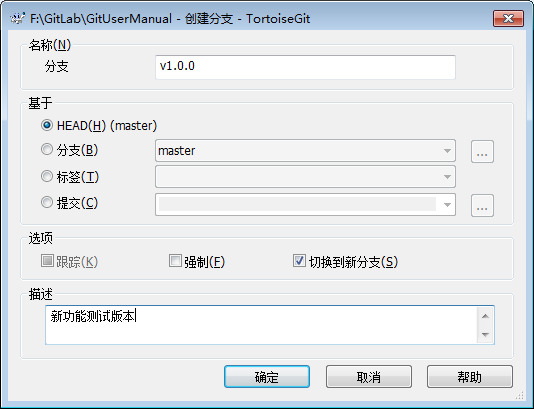 F:\GitLab\GitUserManual - 创建分支 - TortoiseGit
名称(N)
分支 v1.0.0
基于
HEAD(H) (master)
分支(B) master ...
标签(T)
提交(C) ...
选项
跟踪(K) 强制(F) 切换到新分支(S)
描述
新功能测试版本
确定 取消 帮助